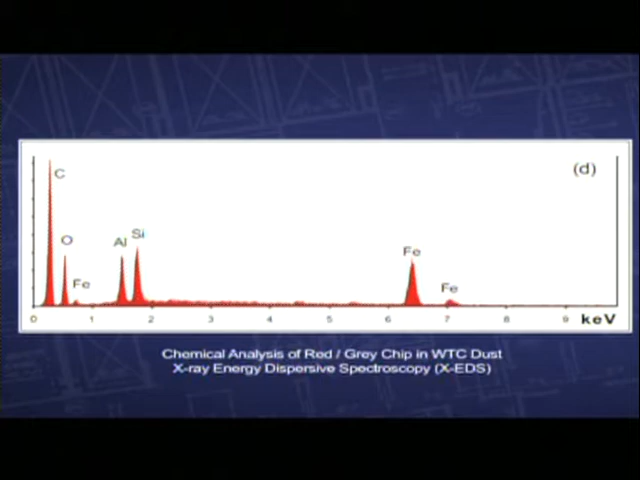 (d)
C
O
Fe
Al
Si
Fe
Fe
0 1 2 3 4 5 6 7 8 9 keV
Chemical Analysis of Red / Grey Chip in WTC Dust
X-ray Energy Dispersive Spectroscopy (X-EDS)